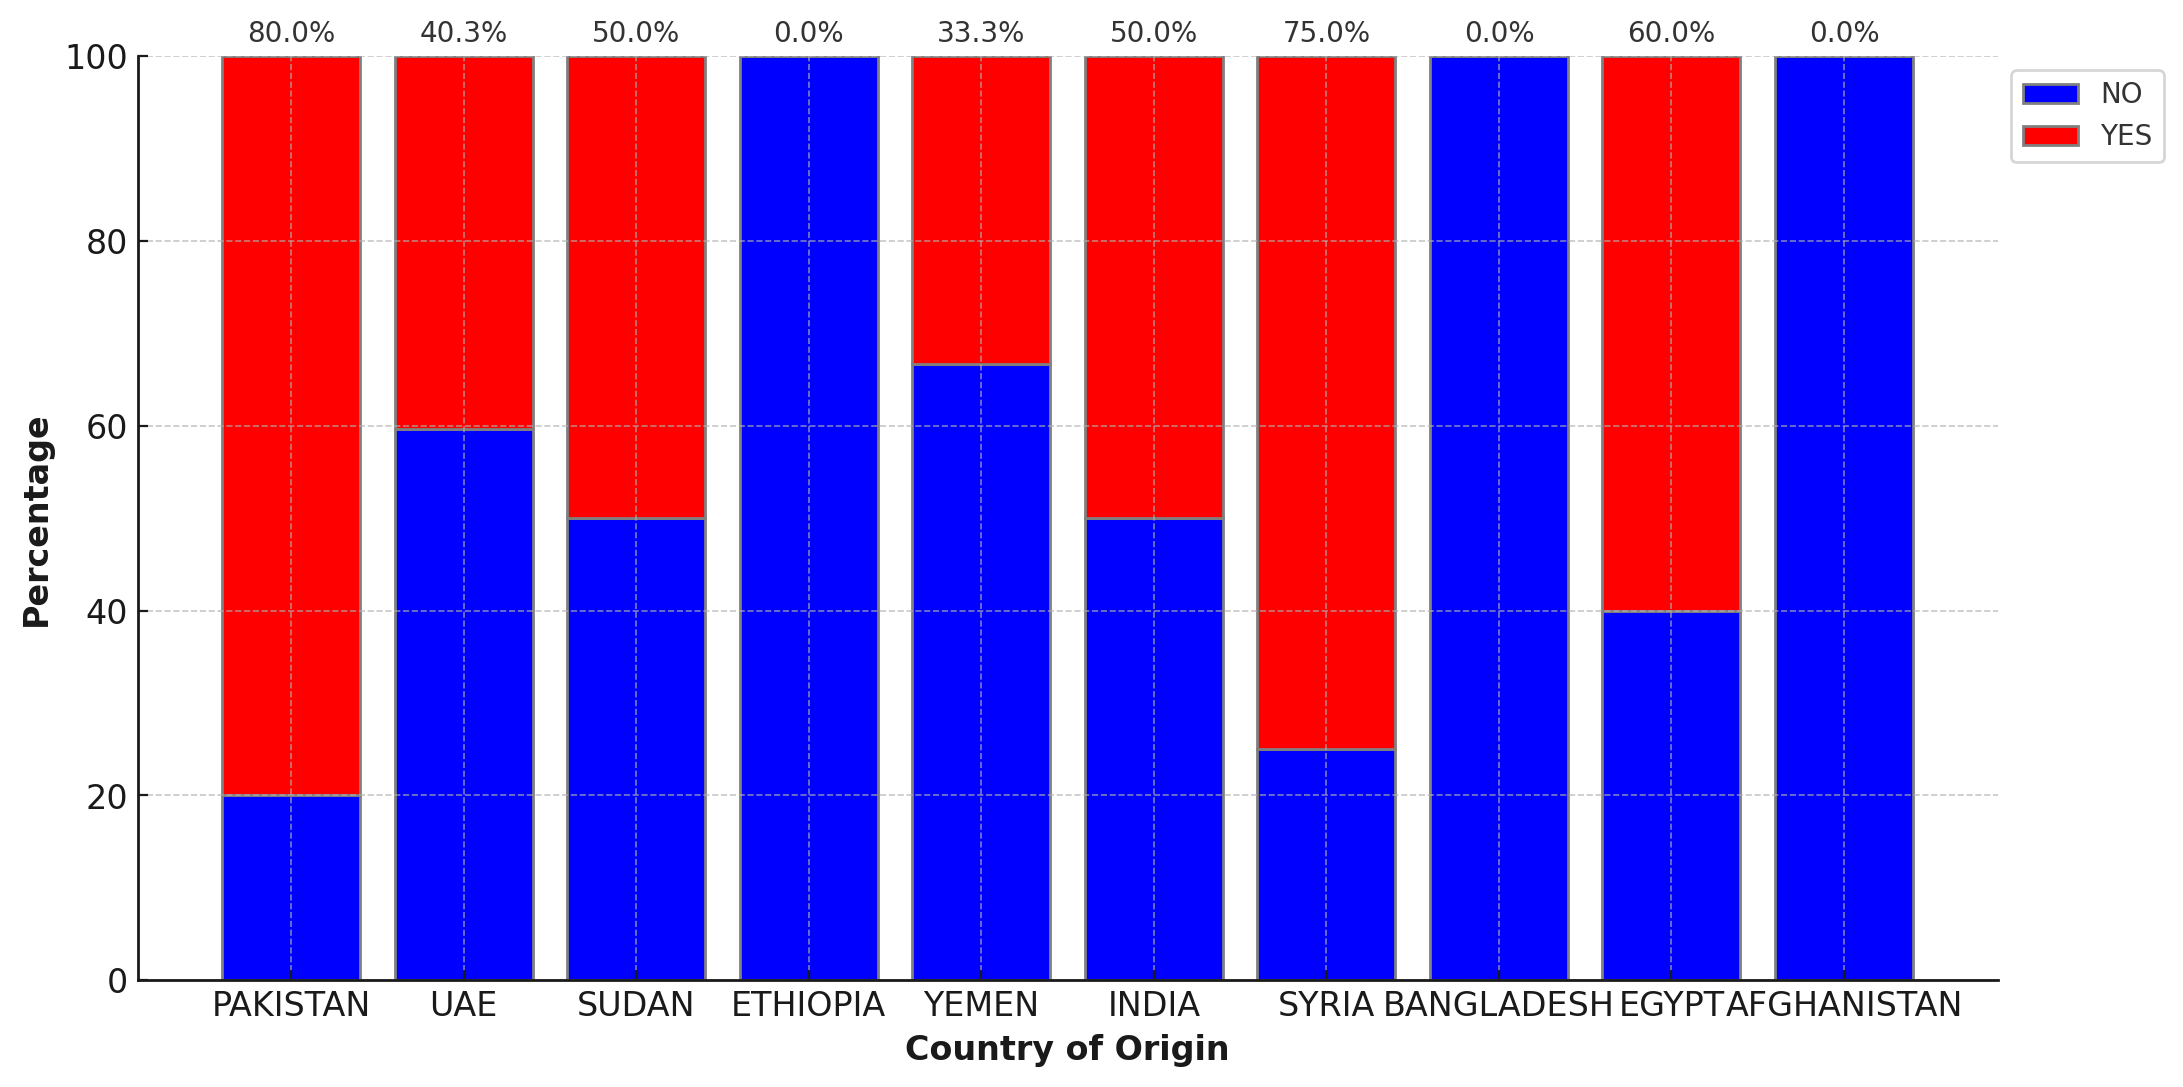 80.0% 40.3% 50.0% 0.0% 33.3% 50.0% 75.0% 0.0% 60.0% 0.0%
100
80
60
40
20
0
Percentage
NO
YES
PAKISTAN UAE SUDAN ETHIOPIA YEMEN INDIA SYRIA BANGLADESH EGYPT AFGHANISTAN
Country of Origin